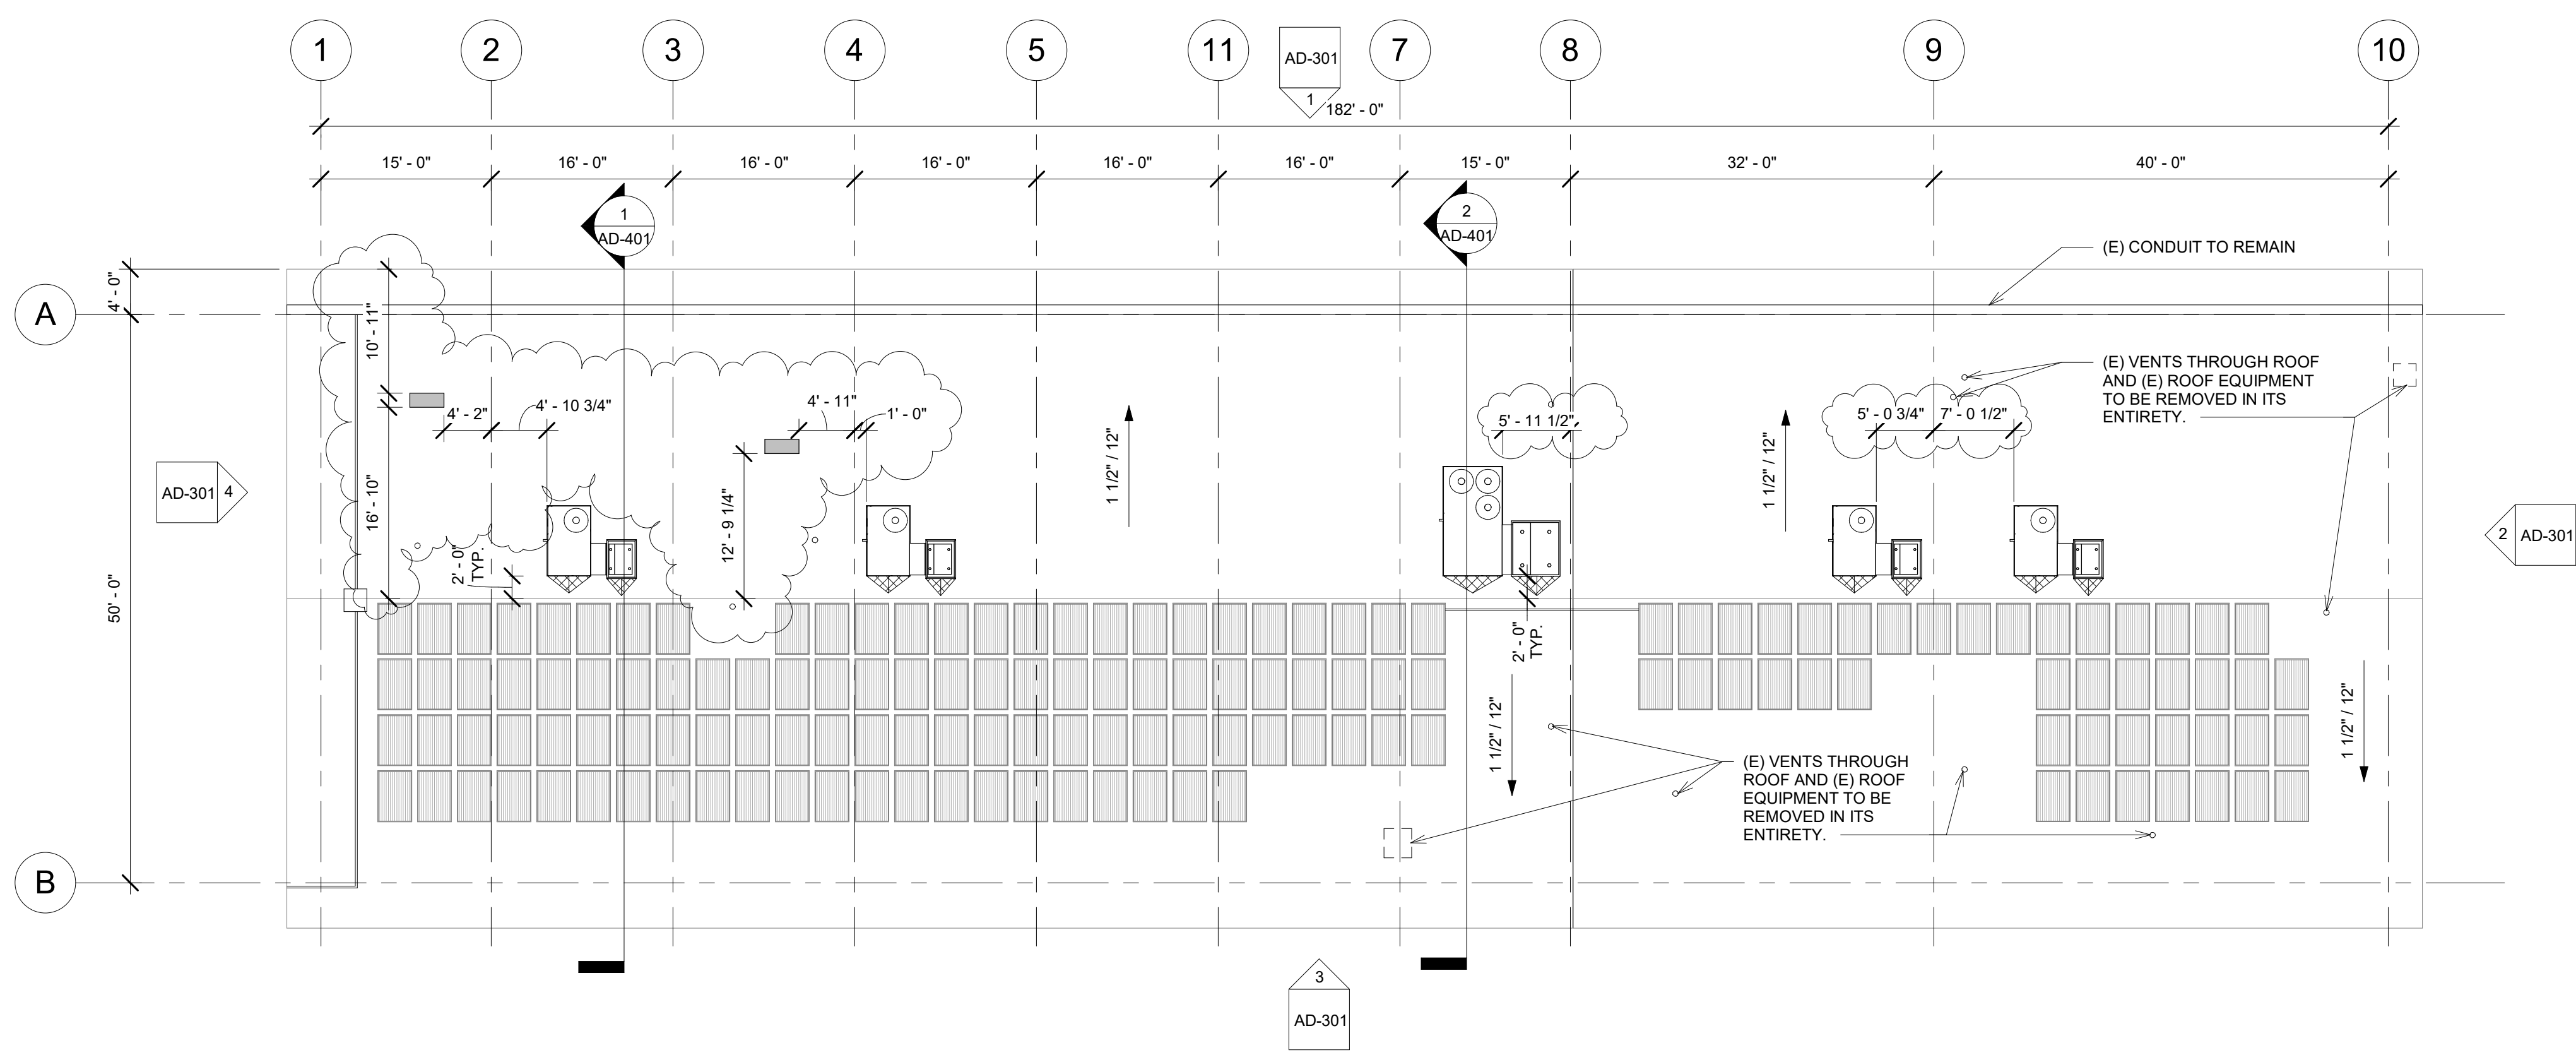 1
2
3
4
5
11
7
8
9
10
AD-301
1
182' - 0"
15' - 0"
16' - 0"
16' - 0"
16' - 0"
16' - 0"
16' - 0"
15' - 0"
32' - 0"
40' - 0"
1
AD-401
2
AD-401
(E) CONDUIT TO REMAIN
4' - 0"
A
10' - 11"
(E) VENTS THROUGH ROOF
AND (E) ROOF EQUIPMENT
TO BE REMOVED IN ITS
ENTIRETY.
4' - 2"
4' - 10 3/4"
4' - 11"
1' - 0"
5' - 11 1/2"
5' - 0 3/4"
7' - 0 1/2"
1 1/2" / 12"
1 1/2" / 12"
AD-301
4
16' - 10"
12' - 9 1/4"
2
AD-301
2' - 0"
TYP.
50' - 0"
2' - 0"
TYP.
1 1/2" / 12"
1 1/2" / 12"
(E) VENTS THROUGH
ROOF AND (E) ROOF
EQUIPMENT TO BE
REMOVED IN ITS
ENTIRETY.
B
3
AD-301